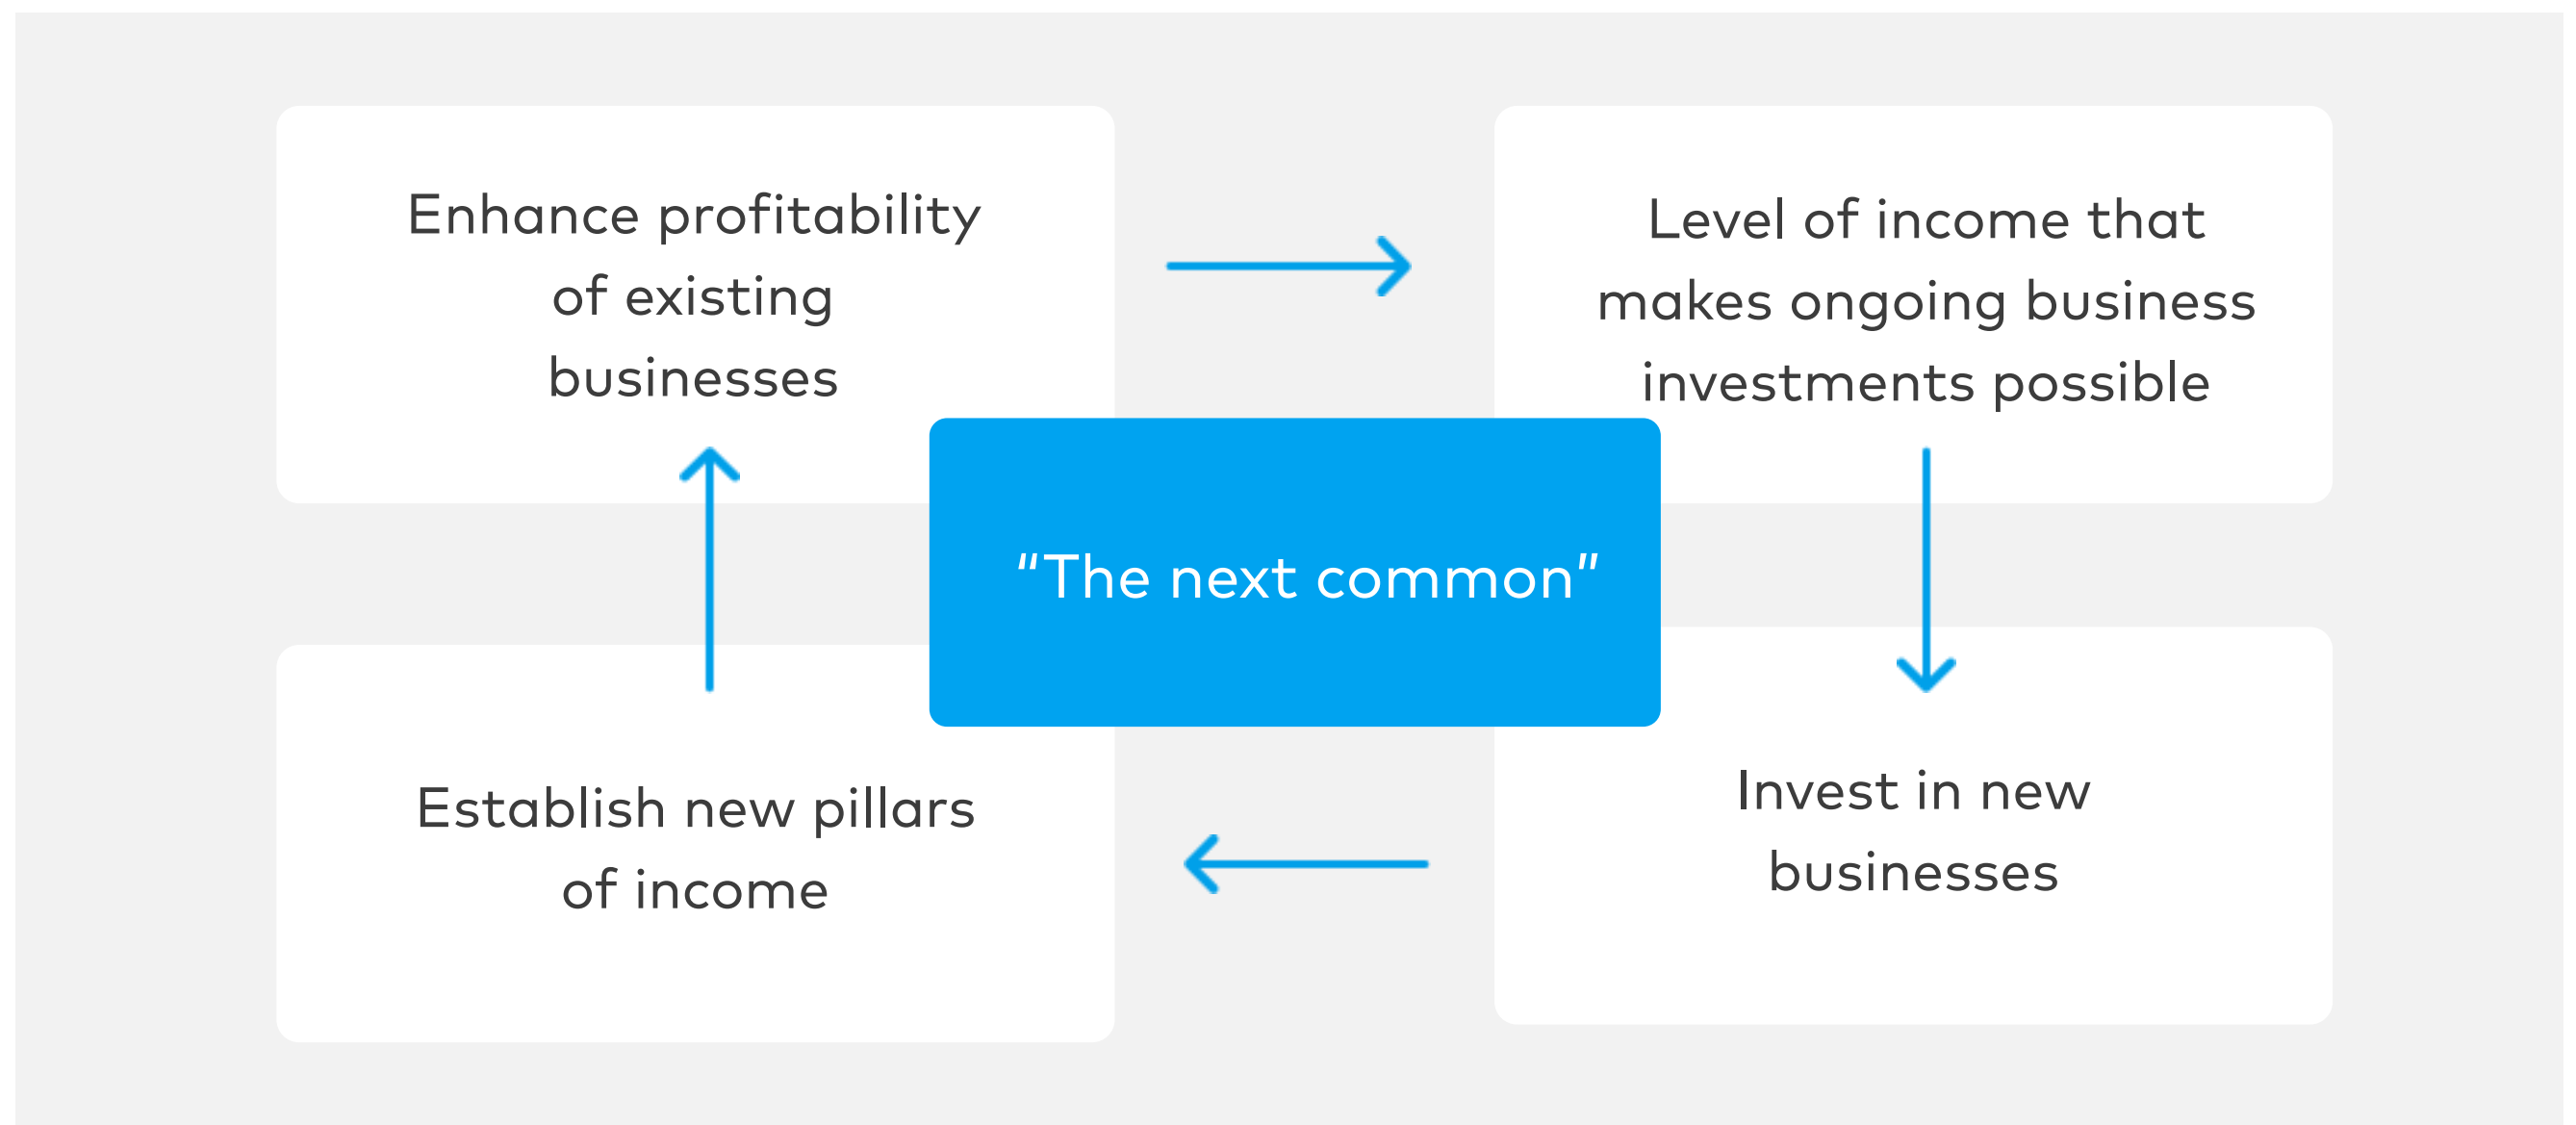 Enhance profitability
of existing
businesses
Level of income that
makes ongoing business
investments possible
“The next common”
Establish new pillars
of income
Invest in new
businesses